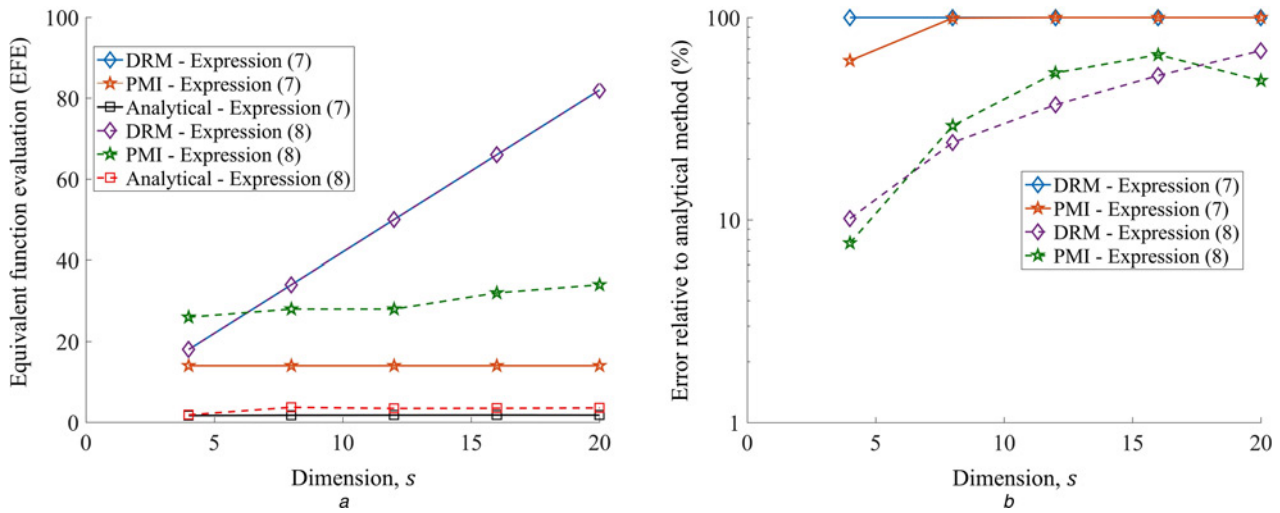 Equivalent function evaluation (EFE)
100
80
60
40
20
0
DRM - Expression (7)
PMI - Expression (7)
Analytical - Expression (7)
DRM - Expression (8)
PMI - Expression (8)
Analytical - Expression (8)
0 5 10 15 20
Dimension, s
a
Error relative to analytical method (%)
100
10
1
DRM - Expression (7)
PMI - Expression (7)
DRM - Expression (8)
PMI - Expression (8)
0 5 10 15 20
Dimension, s
b